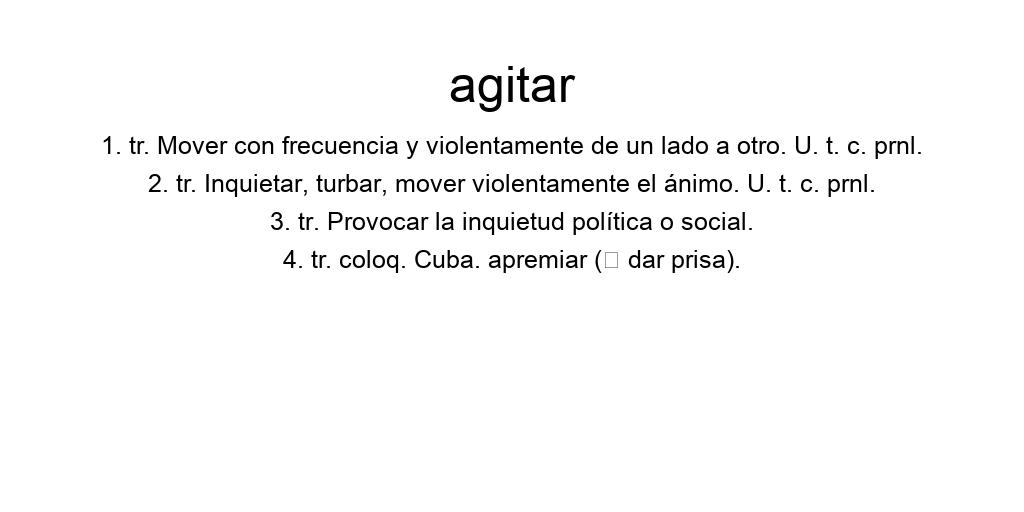 agitar
1. tr. Mover con frecuencia y violentamente de un lado a otro. U. t. c. prnl.
2. tr. Inquietar, turbar, mover violentamente el ánimo. U. t. c. prnl.
3. tr. Provocar la inquietud política o social.
4. tr. coloq. Cuba. apremiar (□ dar prisa).